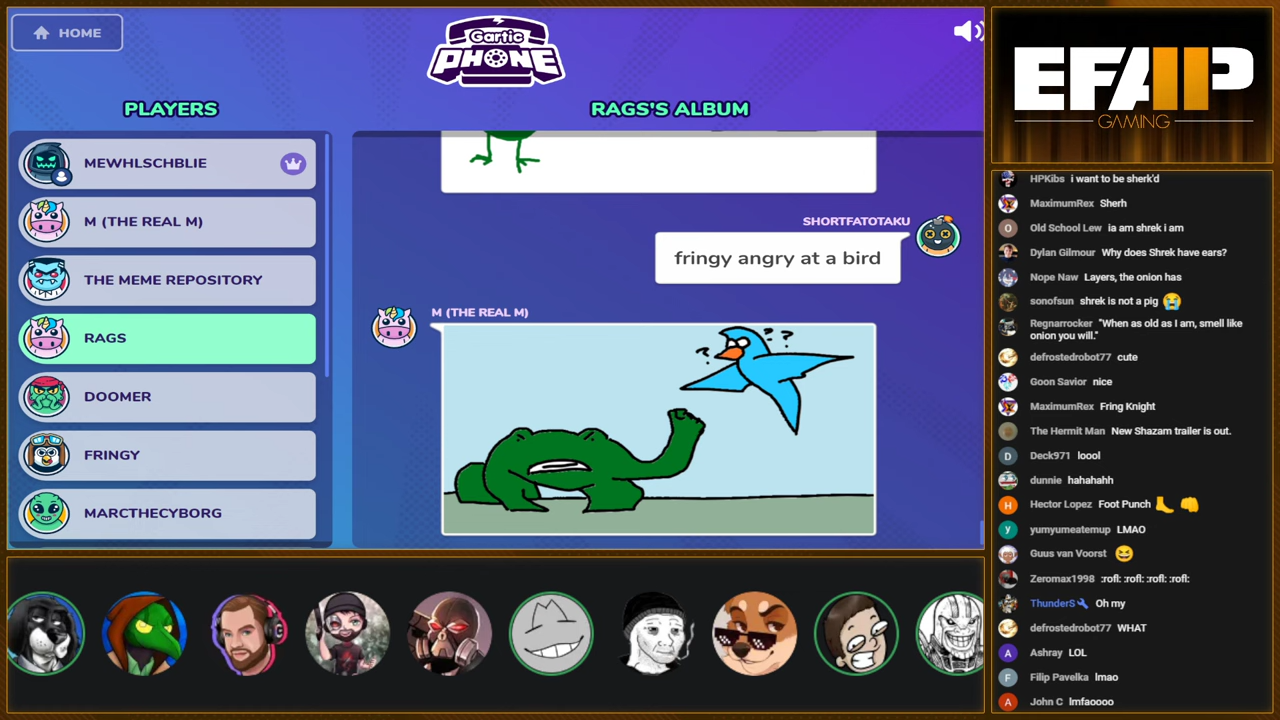 HOME
Gartic
PHONE
PLAYERS
RAGS'S ALBUM
MEWHLSCHBLIE
M (THE REAL M)
THE MEME REPOSITORY
RAGS
DOOMER
FRINGY
MARCTHECYBORG
SHORTFATOTAKU
fringy angry at a bird
M (THE REAL M)
? ? ?
?
EFAP
GAMING
HPKibs i want to be sherk'd
MaximumRex Sherh
Old School Lew ia am shrek i am
Dylan Gilmour Why does Shrek have ears?
Nope Naw Layers, the onion has
sonofsun shrek is not a pig 😭
Regnarrocker "When as old as I am, smell like
onion you will."
defrostedrobot77 cute
Goon Savior nice
MaximumRex Fring Knight
The Hermit Man New Shazam trailer is out.
Deck971 loool
dunnie hahahahh
Hector Lopez Foot Punch 🦶 👊
yumyumeatemup LMAO
Guus van Voorst 😆
Zeromax1998 :rofl: :rofl: :rofl: :rofl:
ThunderS🔧 Oh my
defrostedrobot77 WHAT
Ashray LOL
Filip Pavelka lmao
John C lmfaoooo